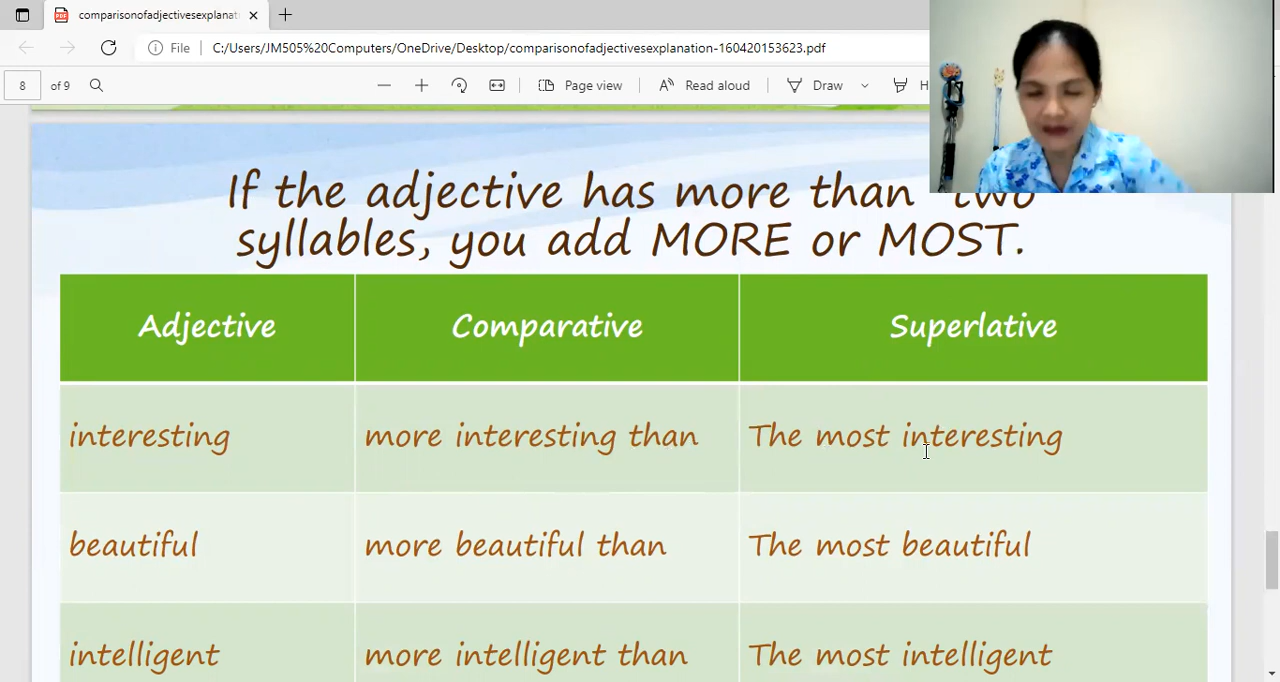 comparisonofadjectivesexplanat
File C:/Users/JM505%20Computers/OneDrive/Desktop/comparisonofadjectivesexplanation-160420153623.pdf
8 of 9 Page view Read aloud Draw H
If the adjective has more than two
syllables, you add MORE or MOST.
Adjective Comparative Superlative
interesting more interesting than The most interesting
beautiful more beautiful than The most beautiful
intelligent more intelligent than The most intelligent